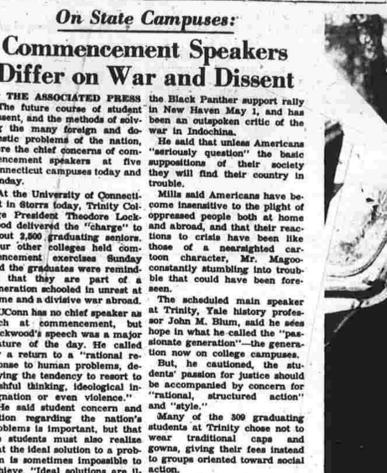 On State Campuses:
Commencement Speakers
Differ on War and Dissent
THE ASSOCIATED PRESS
The future course of student
sent, and the methods of solv-
g the many foreign and do-
stic problems of the nation,
re the chief concerns of com-
encement speakers at five
nnecticut campuses today and
nday.
At the University of Connecti-
t in Storrs today, Trinity Col-
ge President Theodore Lock-
od delivered the "charge" to
out 2,500 graduating seniors.
ur other colleges held com-
encement exercises Sunday
d the graduates were remind-
that they are part of a
neration schooled in unrest at
me and a divisive war abroad.
UConn has no chief speaker as
ch at commencement, but
ckwood's speech was a major
ature of the day. He called
r a return to a "rational re-
onse to human problems, de-
ying the tendency to resort to
shful thinking, ideological in-
gnation or even violence."
He said student concern and
tion regarding the nation's
oblems is important, but that
students must also realize
at the ideal solution to a prob-
m is sometimes impossible to
hieve "Ideal solutions are
the Black Panther support rally
in New Haven May 1, and has
been an outspoken critic of the
war in Indochina.
He said that unless Americans
"seriously question" the basic
suppositions of their society
they will find their country in
trouble.
Mills said Americans have be-
come insensitive to the plight of
oppressed people both at home
and abroad, and that their reac-
tions to crisis have been like
those of a nearsighted car-
toon character, Mr. Magoo-
constantly stumbling into troub-
ble that could have been fore-
seen.
The scheduled main speaker
at Trinity, Yale history profes-
sor John M. Blum, said he sees
hope in what he called the "pas-
sionate generation"—the genera-
tion now on college campuses.
But, he cautioned, the stu-
dents' passion for justice should
be accompanied by concern for
"rational, structured action"
and "style."
Many of the 309 graduating
students at Trinity chose not to
wear traditional caps and
gowns, giving their fees instead
to groups oriented toward social
action.